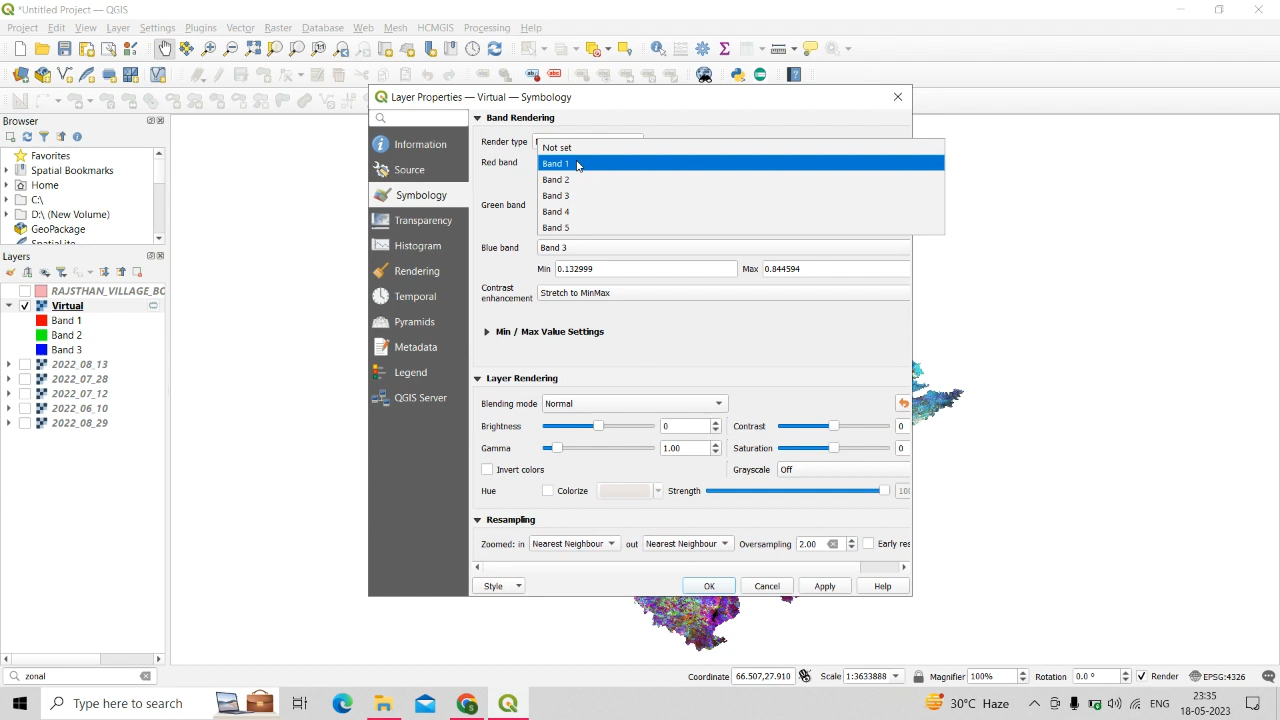 *Untitled Project — QGIS
Project Edit View Layer Settings Plugins Vector Raster Database Web Mesh HCMGIS Processing Help
Browser
Favorites
Spatial Bookmarks
Home
C:\
D:\ (New Volume)
GeoPackage
SpatiaLite
Layers
RAJSTHAN_VILLAGE_BO
Virtual
Band 1
Band 2
Band 3
2022_08_13
2022_07_28
2022_07_12
2022_06_10
2022_08_29
Layer Properties — Virtual — Symbology
Information
Source
Symbology
Transparency
Histogram
Rendering
Temporal
Pyramids
Metadata
Legend
QGIS Server
Band Rendering
Render type
Red band
Not set
Band 1
Band 2
Band 3
Band 4
Band 5
Green band
Blue band Band 3
Min 0.132999 Max 0.844594
Contrast enhancement Stretch to MinMax
Min / Max Value Settings
Layer Rendering
Blending mode Normal
Brightness 0 Contrast 0
Gamma 1.00 Saturation 0
Invert colors Grayscale Off
Hue Colorize Strength 100
Resampling
Zoomed: in Nearest Neighbour out Nearest Neighbour Oversampling 2.00 Early res
Style OK Cancel Apply Help
zonal
Coordinate 66.507,27.910 Scale 1:3633888 Magnifier 100% Rotation 0.0 ° Render EPSG:4326
Type here to search
30°C Haze
ENG
23:35
18-05-2023